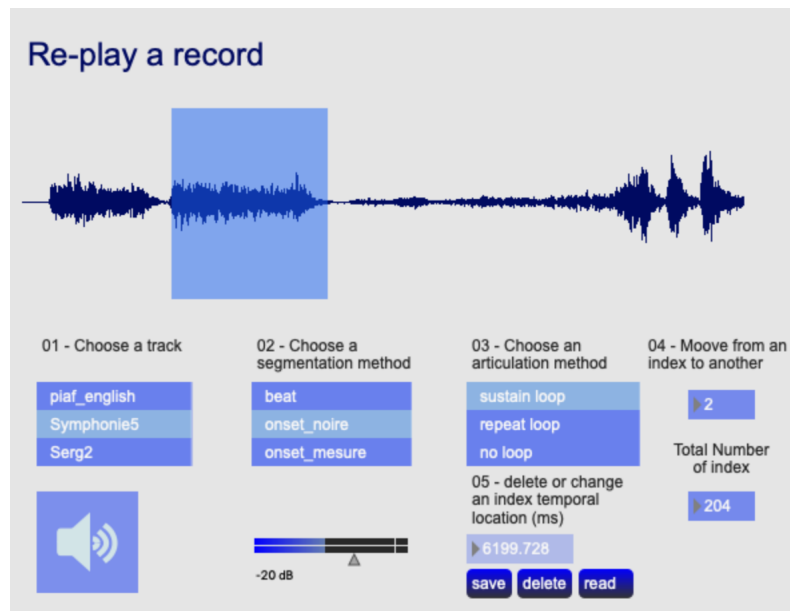 Re-play a record
01 - Choose a track
piaf_english
Symphonie5
Serg2
02 - Choose a
segmentation method
beat
onset_noire
onset_mesure
-20 dB
03 - Choose an
articulation method
sustain loop
repeat loop
no loop
05 - delete or change
an index temporal
location (ms)
6199.728
save delete read
04 - Moove from an
index to another
2
Total Number
of index
204